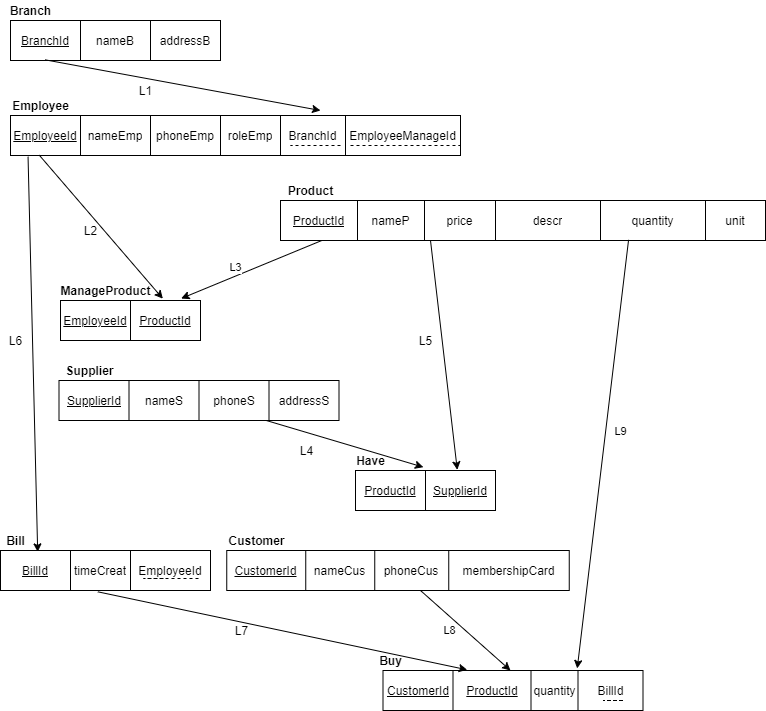 Branch
BranchId nameB addressB
L1
Employee
EmployeeId nameEmp phoneEmp roleEmp BranchId EmployeeManageId
Product
ProductId nameP price descr quantity unit
L2
L3
ManageProduct
EmployeeId ProductId
L6
L5
Supplier
SupplierId nameS phoneS addressS
L9
L4
Have
ProductId SupplierId
Bill
BillId timeCreat EmployeeId
Customer
CustomerId nameCus phoneCus membershipCard
L7
L8
Buy
CustomerId ProductId quantity BillId